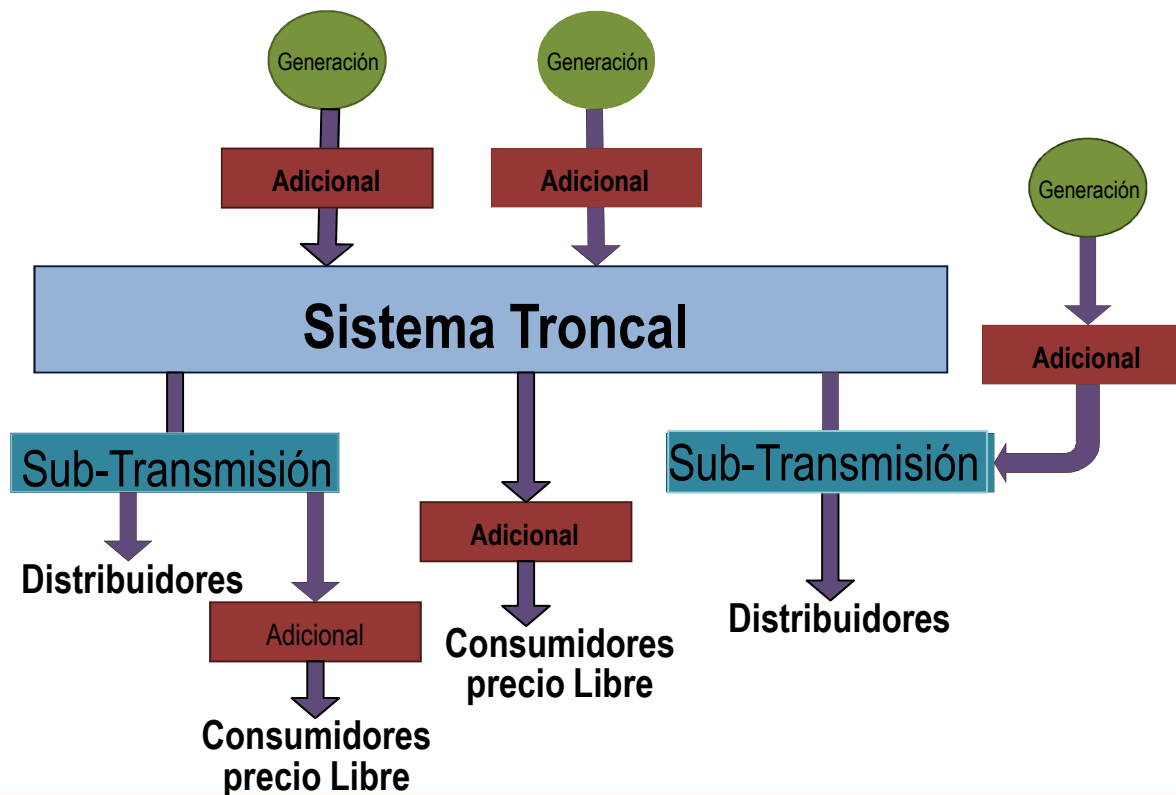 Generación
Generación
Adicional
Adicional
Generación
Sistema Troncal
Adicional
Sub-Transmisión
Sub-Transmisión
Adicional
Distribuidores
Adicional
Consumidores
precio Libre
Distribuidores
Consumidores
precio Libre